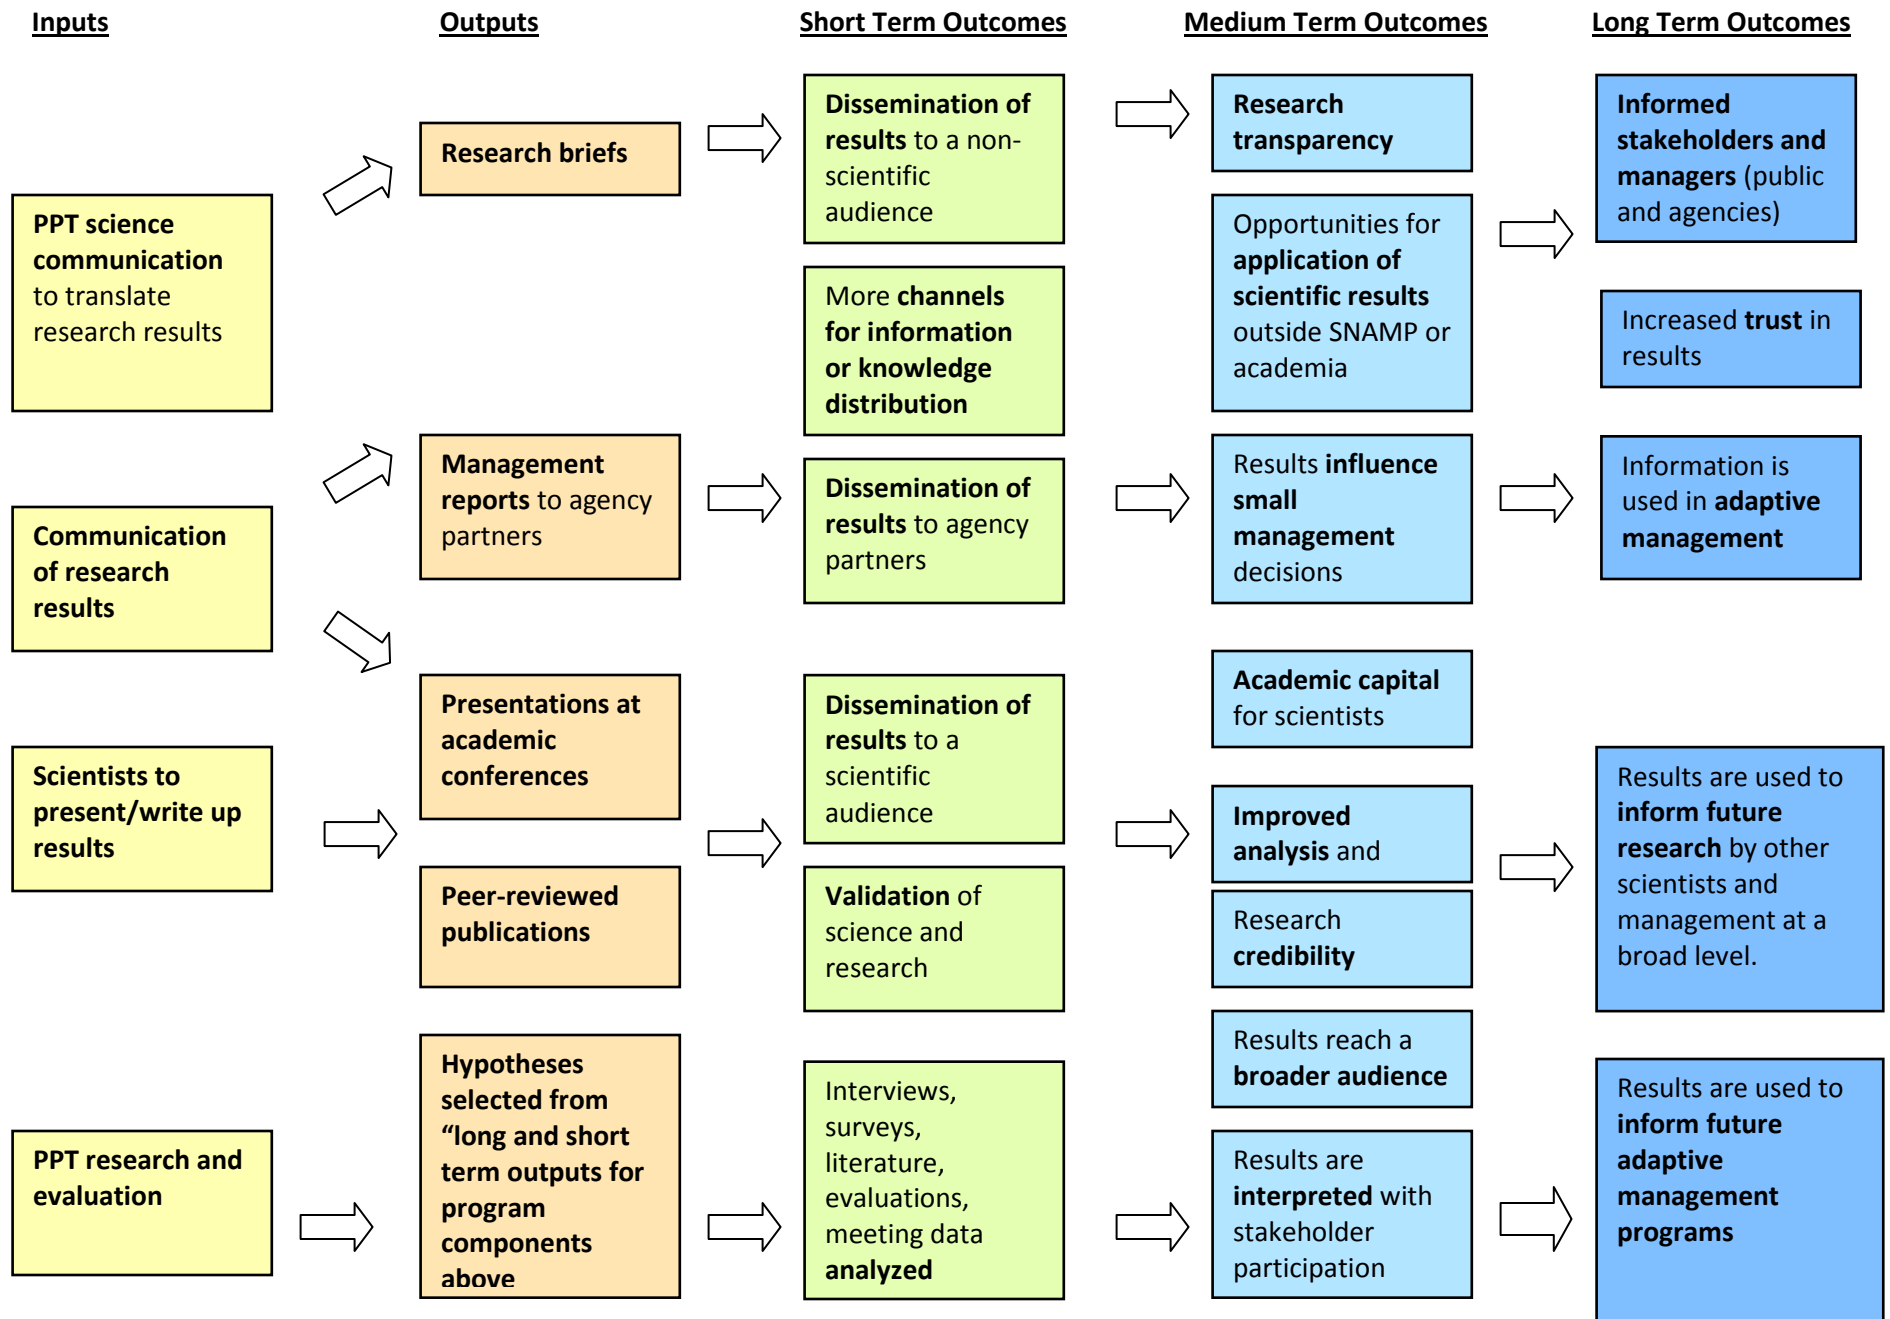 Inputs
Outputs
Short Term Outcomes
Medium Term Outcomes
Long Term Outcomes
PPT science
communication
to translate
research results
Communication
of research
results
Scientists to
present/write up
results
PPT research and
evaluation
Research briefs
Management
reports to agency
partners
Presentations at
academic
conferences
Peer-reviewed
publications
Hypotheses
selected from
“long and short
term outputs for
program
components
above
Dissemination of
results to a non-
scientific
audience
More channels
for information
or knowledge
distribution
Dissemination of
results to agency
partners
Dissemination of
results to a
scientific
audience
Validation of
science and
research
Interviews,
surveys,
literature,
evaluations,
meeting data
analyzed
Research
transparency
Opportunities for
application of
scientific results
outside SNAMP or
academia
Results influence
small
management
decisions
Academic capital
for scientists
Improved
analysis and
Research
credibility
Results reach a
broader audience
Results are
interpreted with
stakeholder
participation
Informed
stakeholders and
managers (public
and agencies)
Increased trust in
results
Information is
used in adaptive
management
Results are used to
inform future
research by other
scientists and
management at a
broad level.
Results are used to
inform future
adaptive
management
programs